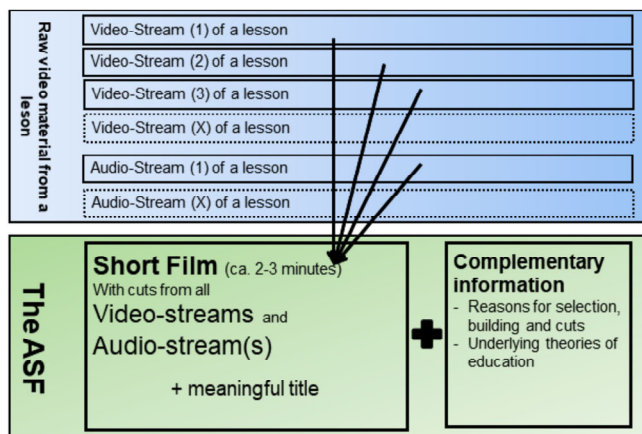 Raw video material from a
leson
Video-Stream (1) of a lesson
Video-Stream (2) of a lesson
Video-Stream (3) of a lesson
Video-Stream (X) of a lesson
Audio-Stream (1) of a lesson
Audio-Stream (X) of a lesson
The ASF
Short Film (ca. 2-3 minutes)
With cuts from all
Video-streams and
Audio-stream(s)
+ meaningful title
Complementary
information
- Reasons for selection,
building and cuts
- Underlying theories of
education